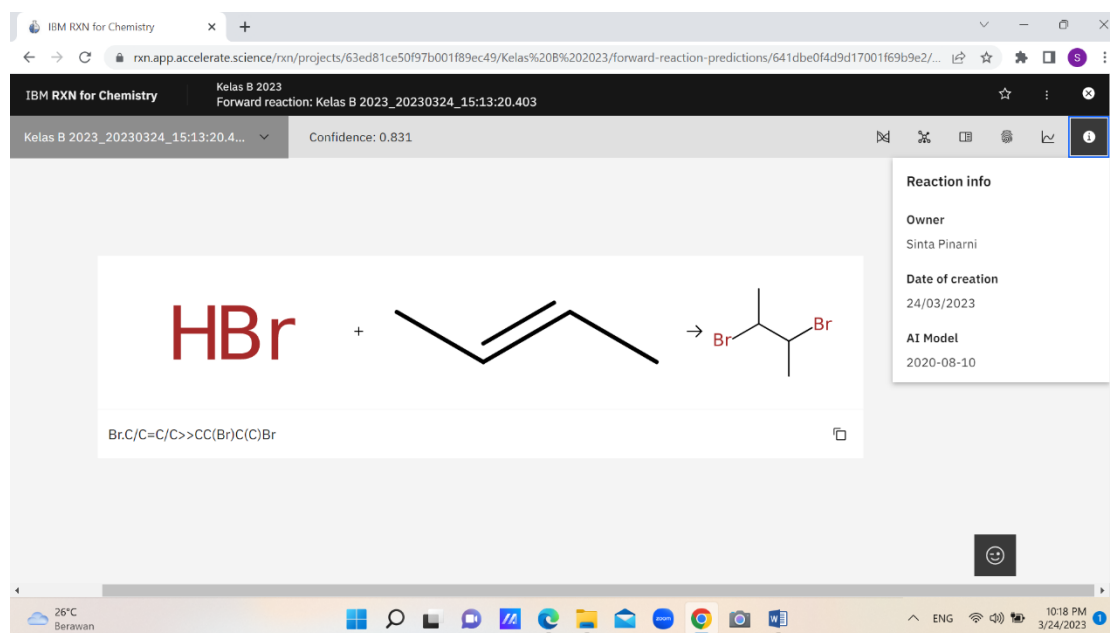 IBM RXN for Chemistry
rxn.app.accelerate.science/rxn/projects/63ed81ce50f97b001f89ec49/Kelas%20B%202023/forward-reaction-predictions/641dbe0f4d9d17001f69b9e2/...
S
IBM RXN for Chemistry
Kelas B 2023
Forward reaction: Kelas B 2023_20230324_15:13:20.403
Kelas B 2023_20230324_15:13:20.4...
Confidence: 0.831
Reaction info
Owner
Sinta Pinarni
Date of creation
24/03/2023
AI Model
2020-08-10
HBr
+
→
Br
Br
Br.C/C=C/C>>CC(Br)C(C)Br
26°C
Berawan
zoom
ENG
10:18 PM
3/24/2023
1